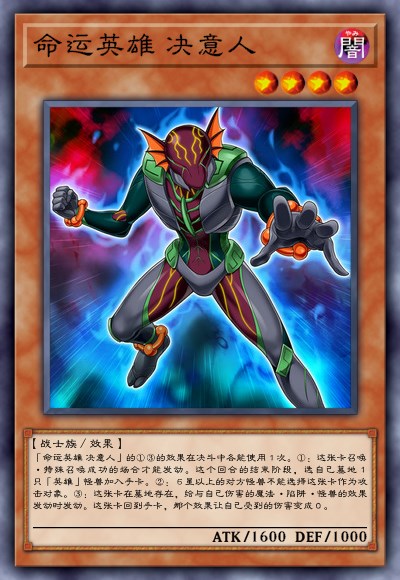 命运英雄 决意人
やみ
闇
【战士族/效果】
「命运英雄 决意人」的①③的效果在决斗中各能使用1次。①：这张卡召唤
·特殊召唤成功的场合才能发动。这个回合的结束阶段，选自己墓地1
只「英雄」怪兽加入手卡。②：6星以上的对方怪兽不能选择这张卡作为攻
击对象。③：这张卡在墓地存在，给与自己伤害的魔法·陷阱·怪兽的效果
发动时发动。这张卡回到手卡，那个效果让自己受到的伤害变成0。
ATK/1600 DEF/1000